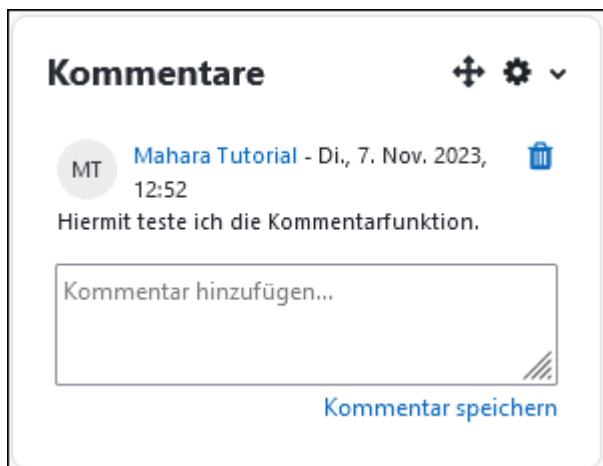 Kommentare
MT
Mahara Tutorial - Di., 7. Nov. 2023,
12:52
Hiermit teste ich die Kommentarfunktion.
Kommentar hinzufügen...
Kommentar speichern